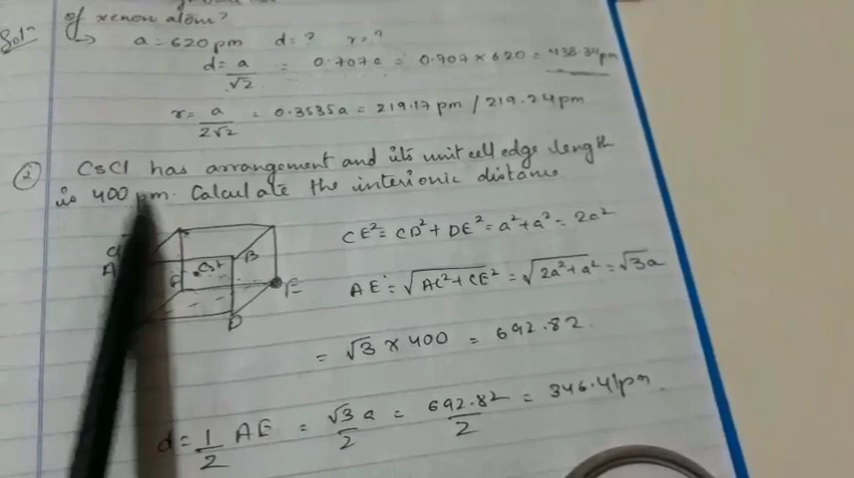 of xenon atom?
Solⁿ
↳ a = 620 pm d = ? r = ?
d = a/√2 = 0.707a = 0.707 × 620 = 438.34 pm
r = a/2√2 = 0.3535a = 219.17 pm / 219.24 pm
② CsCl has arrangement and its unit cell edge length
is 400 pm. Calculate the interionic distance
CE² = CD² + DE² = a² + a² = 2a²
A B
Cs⁺
C E
D
AE = √AC² + CE² = √2a² + a² = √3a
= √3 × 400 = 692.82
d = 1/2 AE = √3a/2 = 692.82/2 = 346.41 pm.